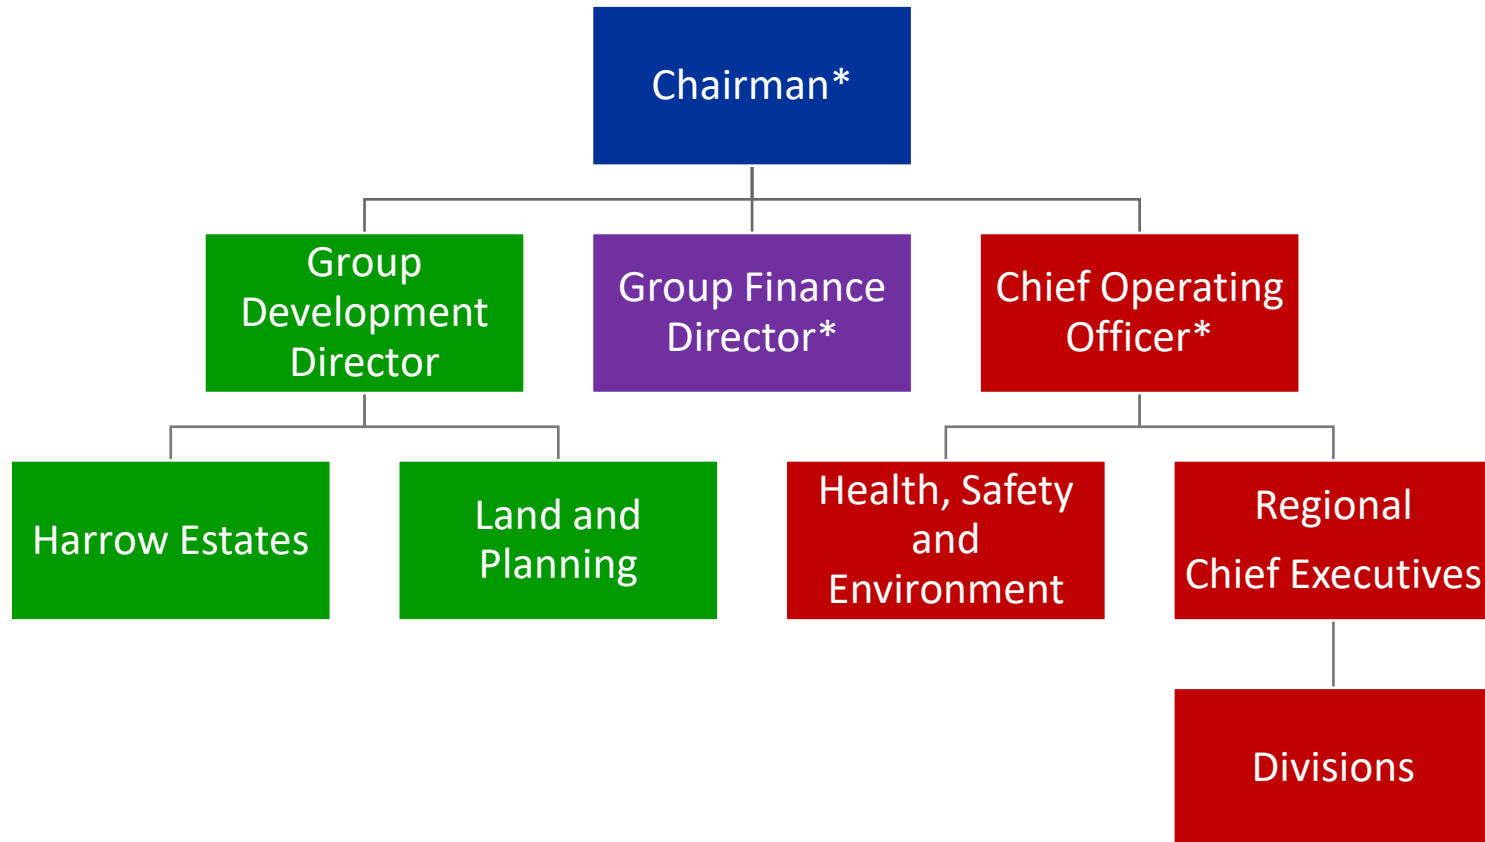 Chairman*
Group
Development
Director
Group Finance
Director*
Chief Operating
Officer*
Harrow Estates
Land and
Planning
Health, Safety
and
Environment
Regional
Chief Executives
Divisions